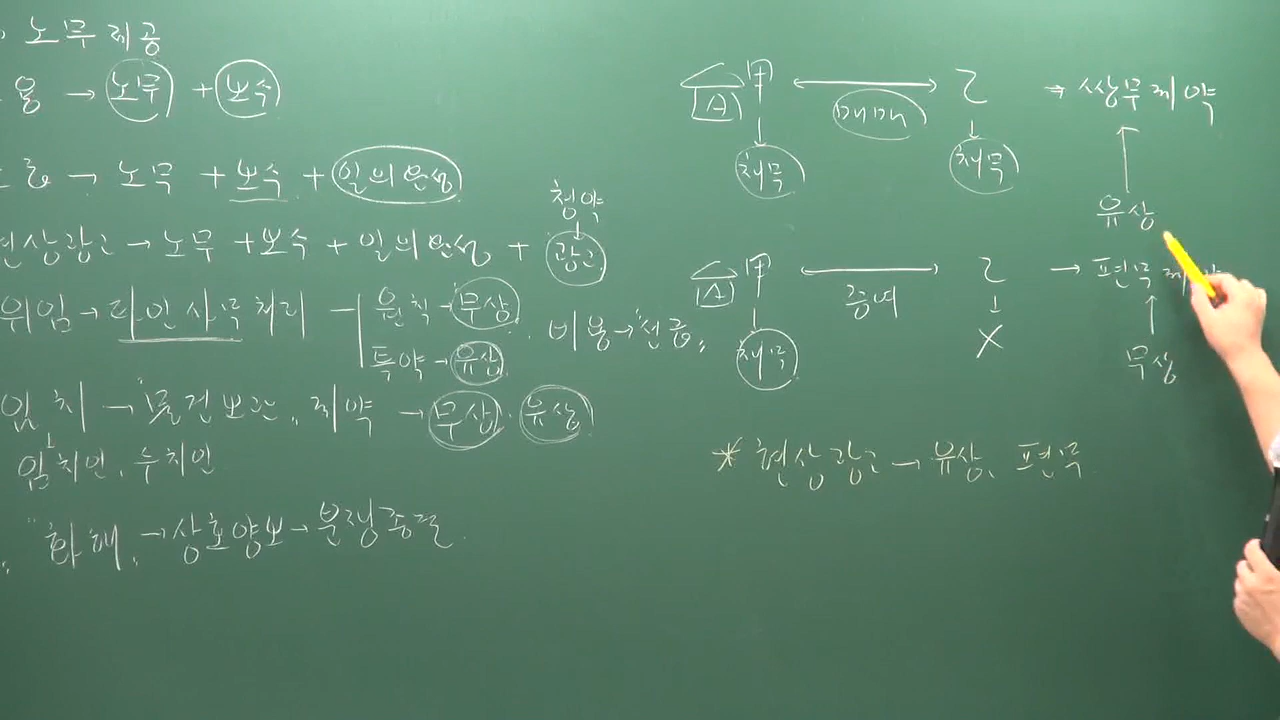 노무제공
용 → 노무 + 보수
→ 노무 + 보수 + 일의 완성
청약
현상광고 → 노무 + 보수 + 일의 완성 + 광고
위임 → 타인사무처리 원칙 → 무상
특약 → 유상
비용 → "선급"
임치 → "물건보관" 계약 → 무상. 유상
임치인, 수치인
화해 → 상호양보 → 분쟁종결
A 甲 ↔ 乙 → 쌍무계약
매매
채무 채무
유상
A 甲 ↔ 乙 → 편무계약
증여
채무 X
무상
* 현상광고 → 유상, 편무